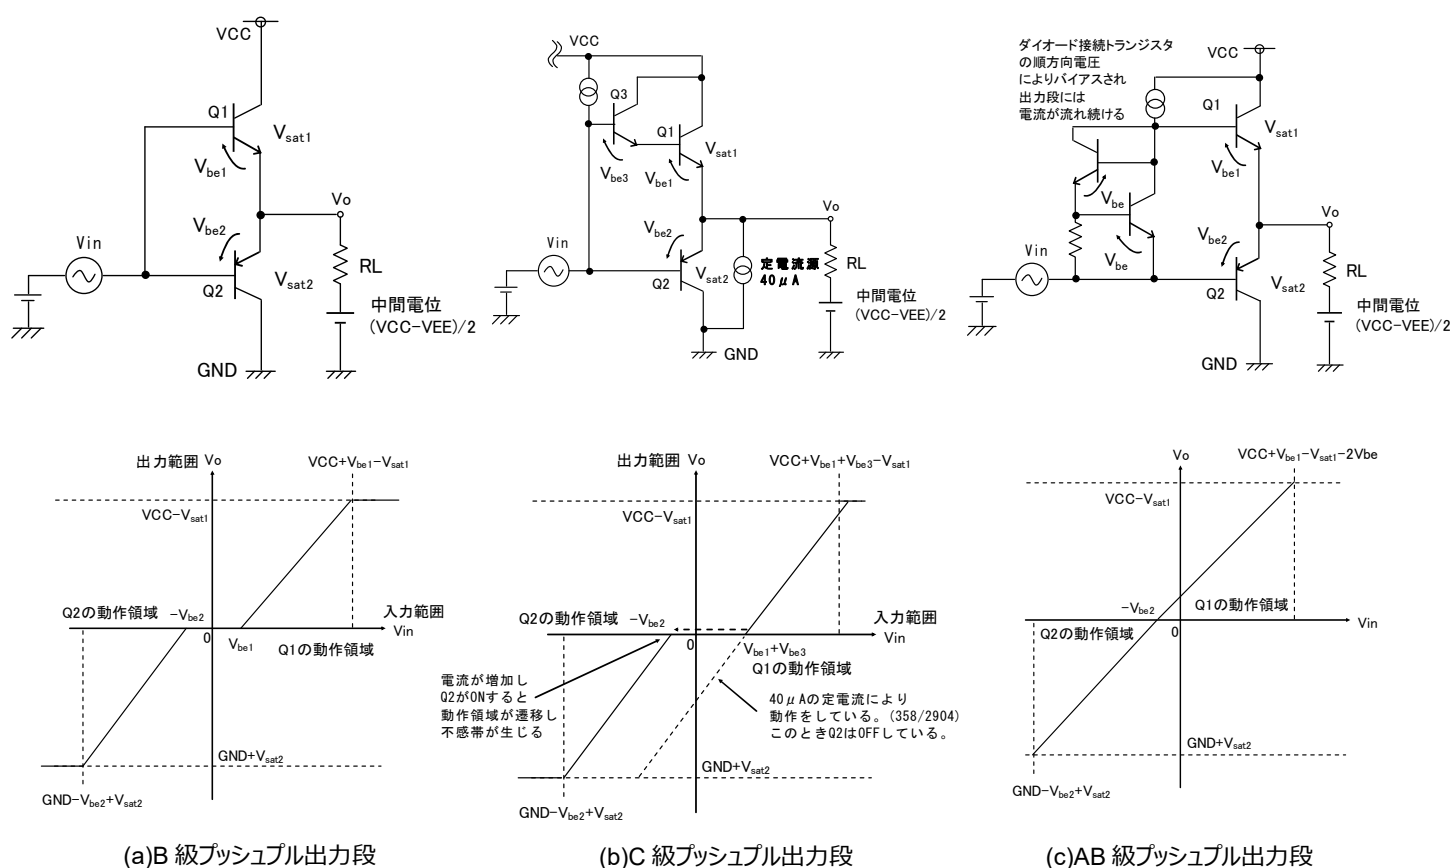 VCC
Q1
Vsat1
Vbe1
Vo
Vbe2
Vin
RL
Q2
Vsat2
中間電位
(VCC-VEE)/2
GND
VCC
Q3
Q1
Vsat1
Vbe3
Vbe1
Vo
Vbe2
Vin
Vsat2
定電流源
40μA
RL
Q2
中間電位
(VCC-VEE)/2
GND
ダイオード接続トランジスタ
の順方向電圧
によりバイアスされ
出力段には
電流が流れ続ける
VCC
Q1
Vsat1
Vbe1
Vbe
Vo
Vin
Vbe
Vbe2
RL
Q2
Vsat2
中間電位
(VCC-VEE)/2
GND
出力範囲 Vo
VCC+Vbe1-Vsat1
VCC-Vsat1
Q2の動作領域
-Vbe2
入力範囲
0
Vbe1
Vin
Q1の動作領域
GND+Vsat2
GND-Vbe2+Vsat2
出力範囲 Vo
VCC+Vbe1+Vbe3-Vsat1
VCC-Vsat1
Q2の動作領域
-Vbe2
入力範囲
0
Vin
Vbe1+Vbe3
Q1の動作領域
電流が増加し
Q2がONすると
動作領域が遷移し
不感帯が生じる
40μAの定電流により
動作をしている。(358/2904)
このときQ2はOFFしている。
GND+Vsat2
GND-Vbe2+Vsat2
Vo
VCC+Vbe1-Vsat1-2Vbe
VCC-Vsat1
-Vbe2
Q1の動作領域
Q2の動作領域
0
Vin
GND+Vsat2
GND-Vbe2+Vsat2
(a)B 級プッシュプル出力段
(b)C 級プッシュプル出力段
(c)AB 級プッシュプル出力段